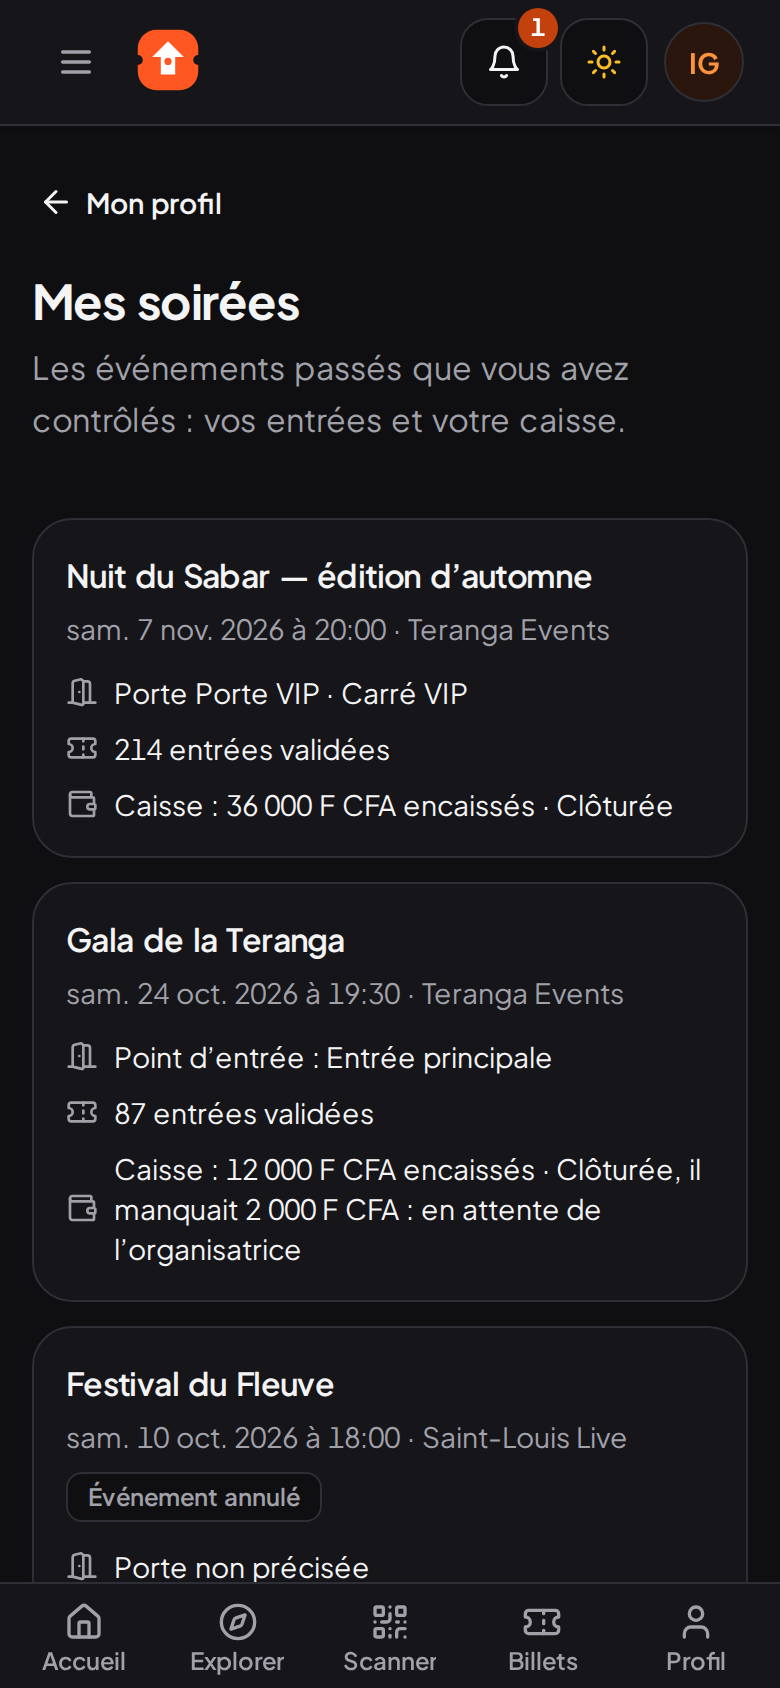 1
IG
Mon profil
Mes soirées
Les événements passés que vous avez
contrôlés : vos entrées et votre caisse.
Nuit du Sabar — édition d’automne
sam. 7 nov. 2026 à 20:00 · Teranga Events
Porte Porte VIP · Carré VIP
214 entrées validées
Caisse : 36 000 F CFA encaissés · Clôturée
Gala de la Teranga
sam. 24 oct. 2026 à 19:30 · Teranga Events
Point d’entrée : Entrée principale
87 entrées validées
Caisse : 12 000 F CFA encaissés · Clôturée, il
manquait 2 000 F CFA : en attente de
l’organisatrice
Festival du Fleuve
sam. 10 oct. 2026 à 18:00 · Saint-Louis Live
Événement annulé
Porte non précisée
Accueil Explorer Scanner Billets Profil